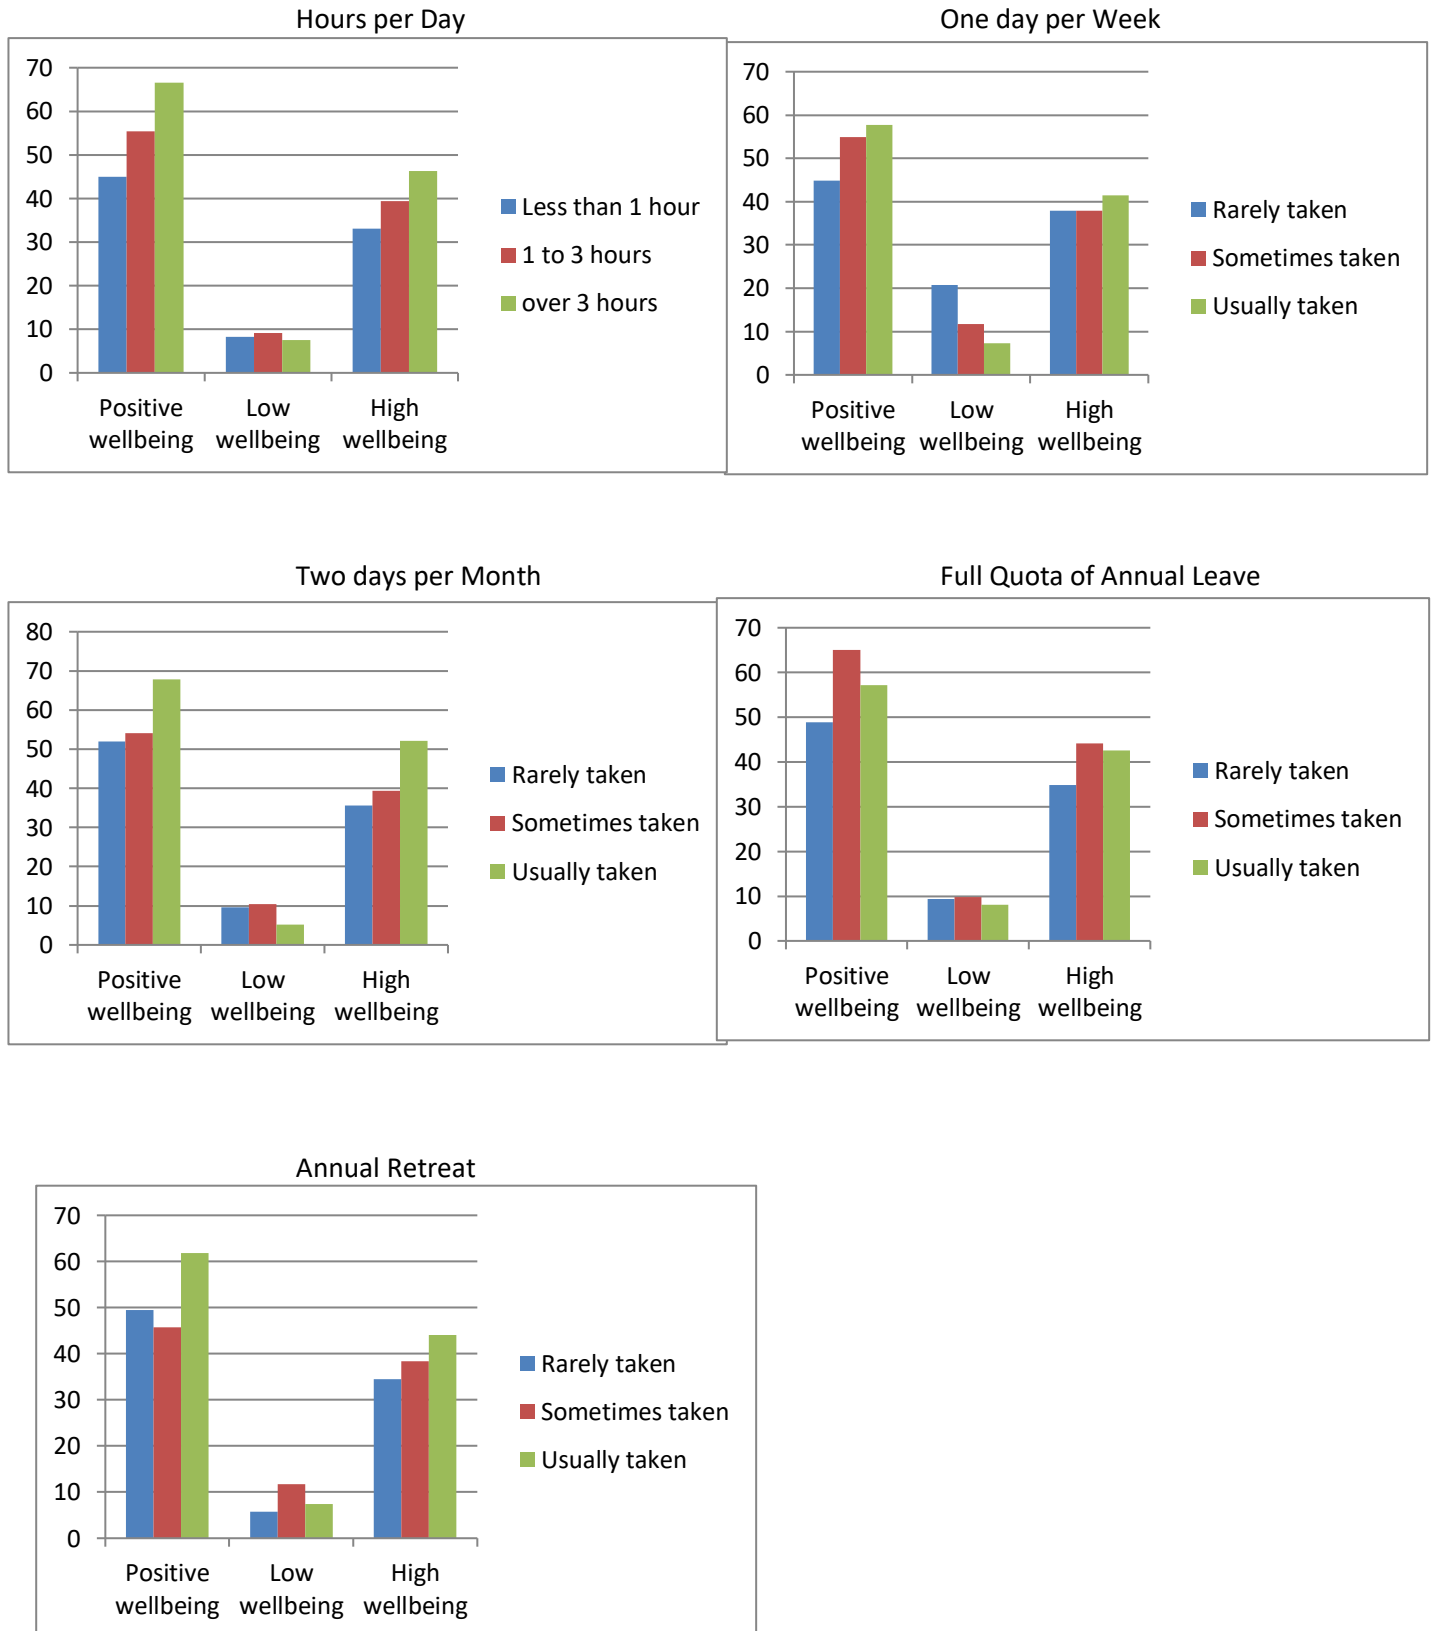 Hours per Day
70
60
50
40
30
20
10
0
Positive
wellbeing
Low
wellbeing
High
wellbeing
Less than 1 hour
1 to 3 hours
over 3 hours
One day per Week
70
60
50
40
30
20
10
0
Positive
wellbeing
Low
wellbeing
High
wellbeing
Rarely taken
Sometimes taken
Usually taken
Two days per Month
80
70
60
50
40
30
20
10
0
Positive
wellbeing
Low
wellbeing
High
wellbeing
Rarely taken
Sometimes taken
Usually taken
Full Quota of Annual Leave
70
60
50
40
30
20
10
0
Positive
wellbeing
Low
wellbeing
High
wellbeing
Rarely taken
Sometimes taken
Usually taken
Annual Retreat
70
60
50
40
30
20
10
0
Positive
wellbeing
Low
wellbeing
High
wellbeing
Rarely taken
Sometimes taken
Usually taken